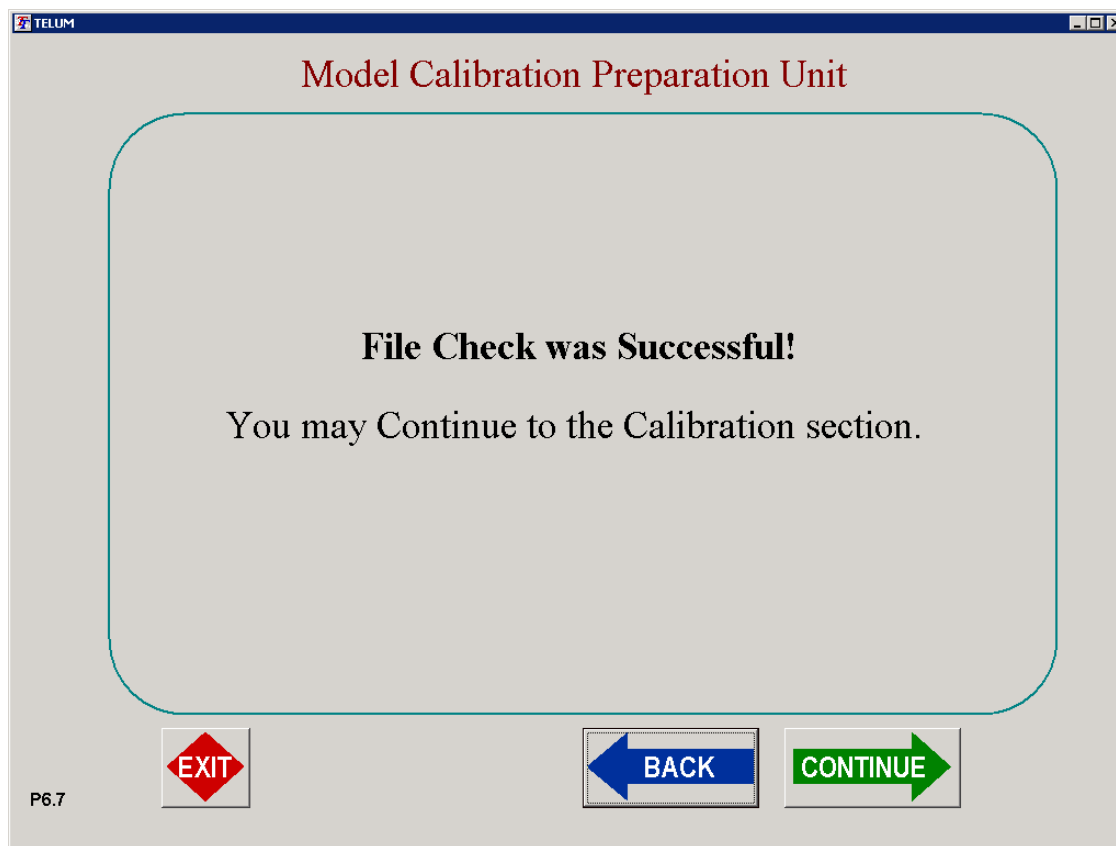 TELUM
Model Calibration Preparation Unit
File Check was Successful!
You may Continue to the Calibration section.
EXIT
BACK
CONTINUE
P6.7